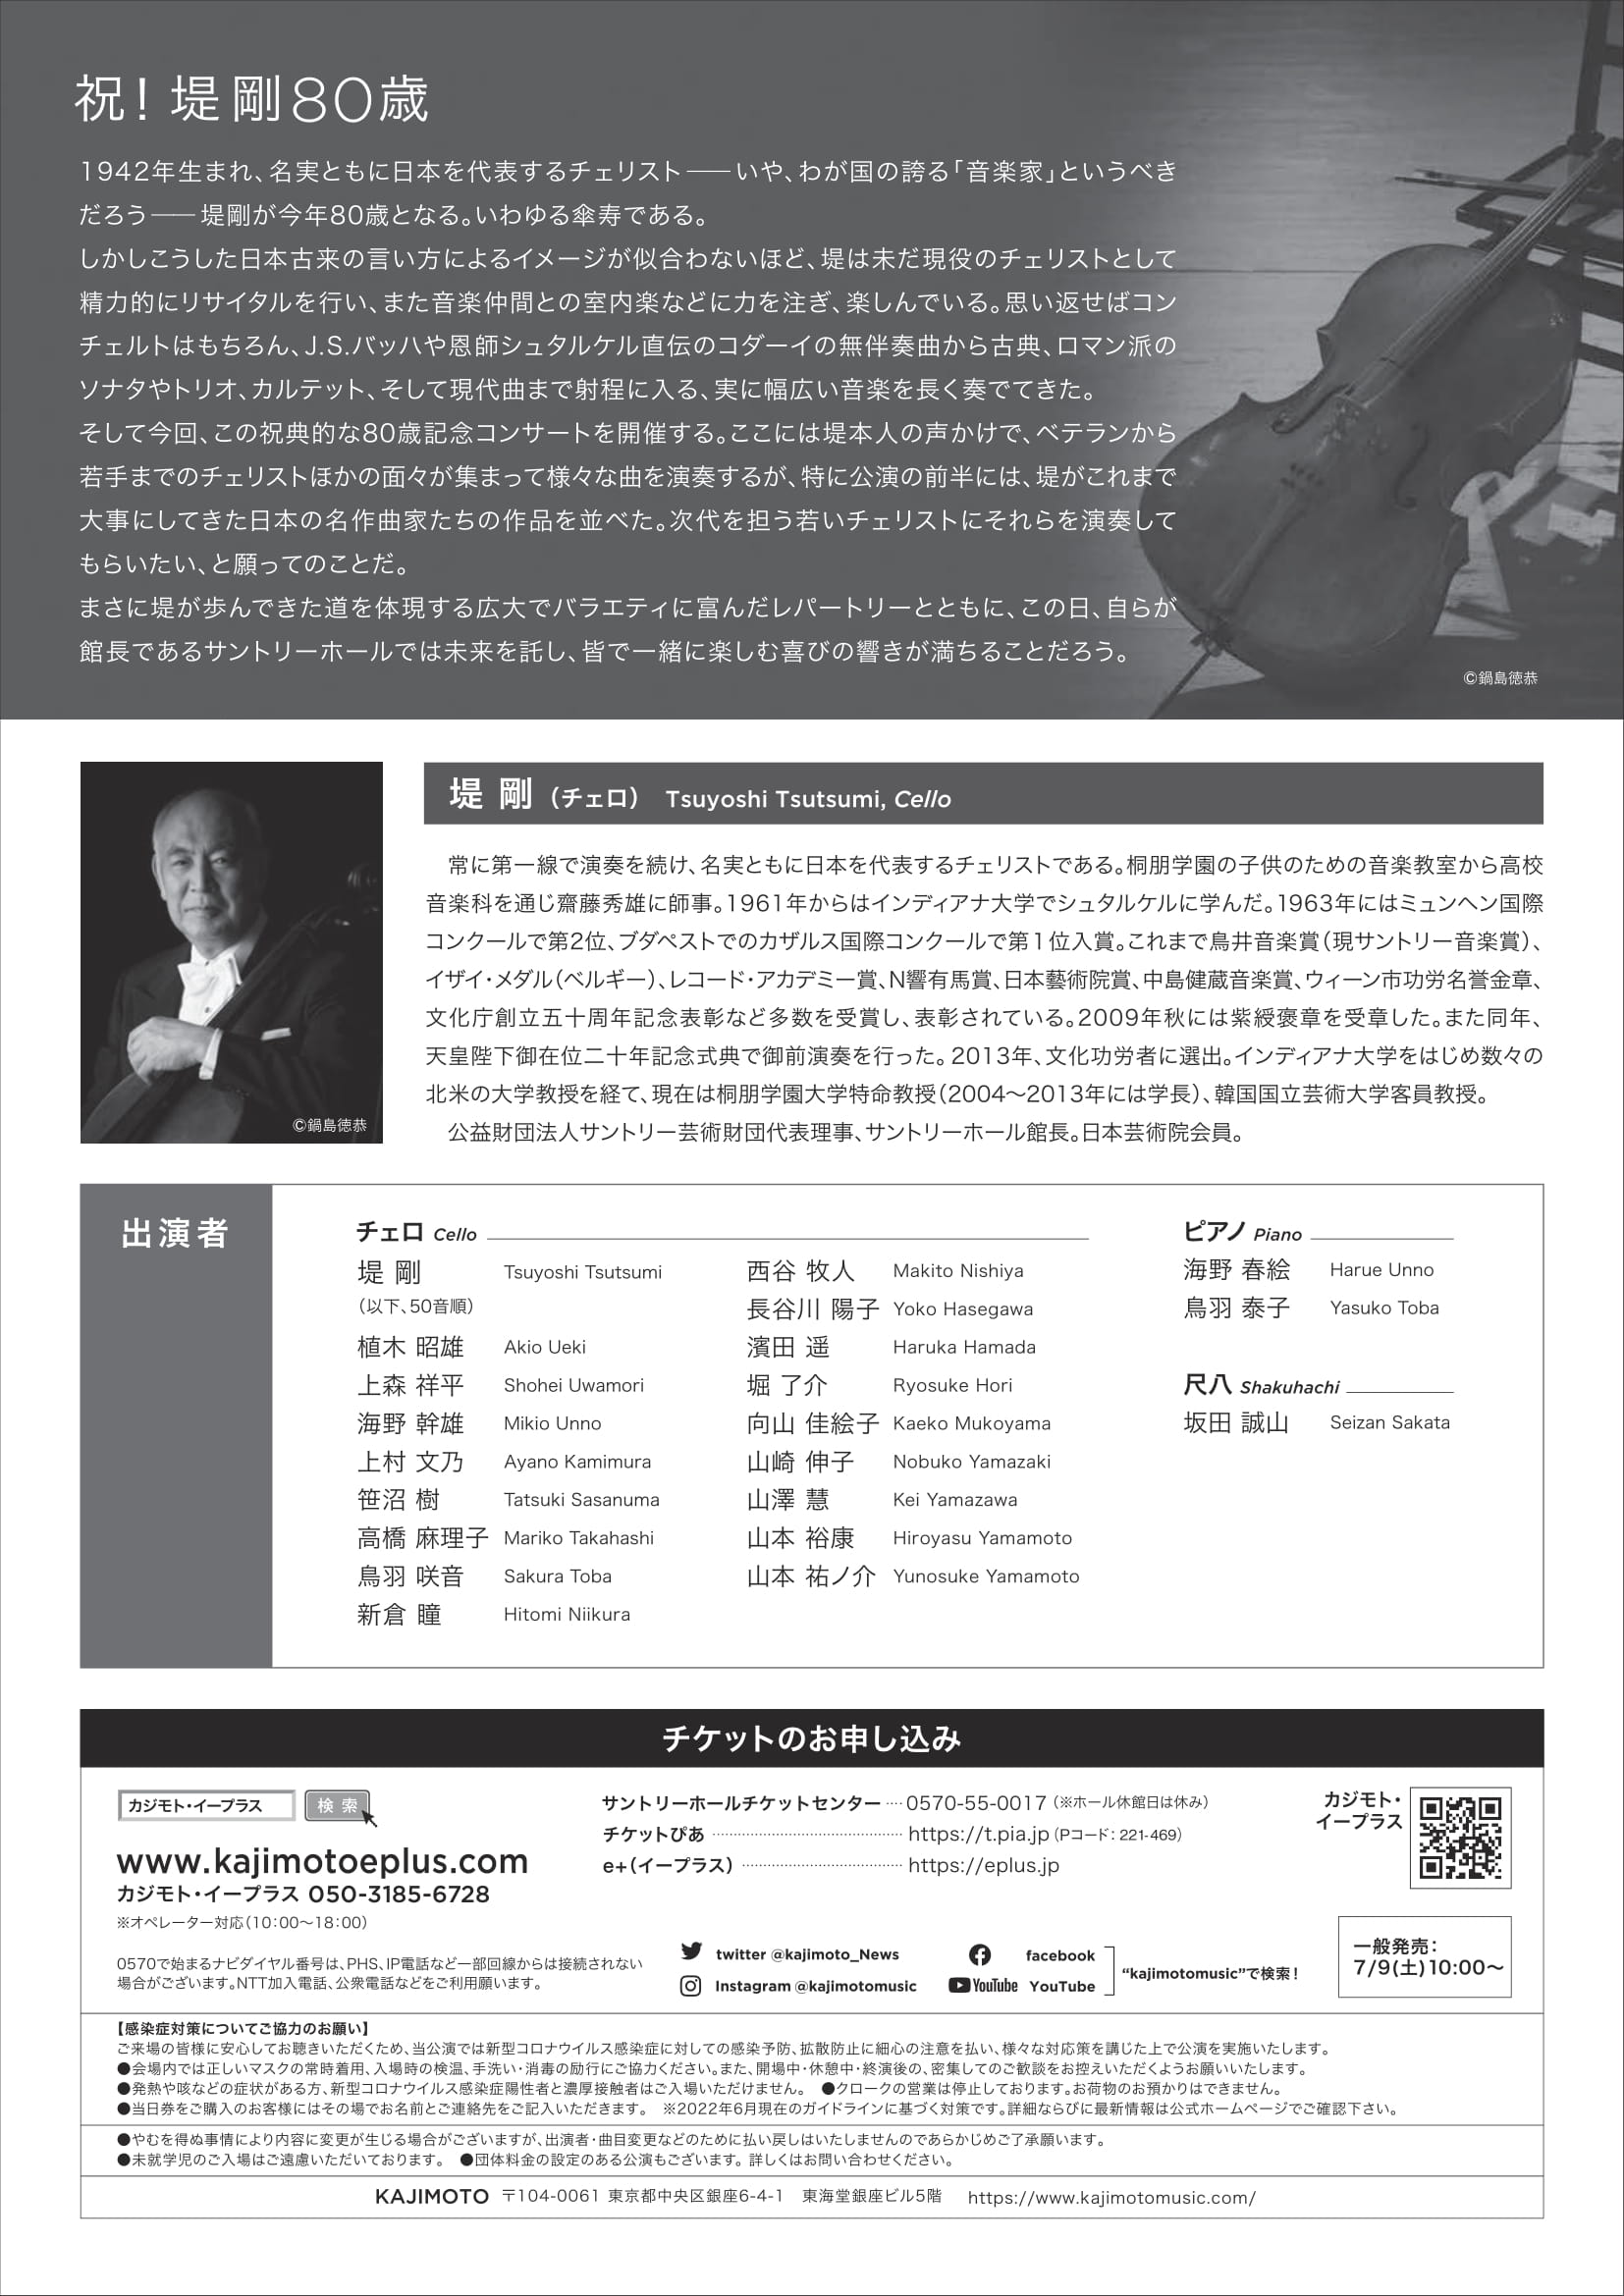 祝！ 堤 剛80歳
1942年生まれ、名実ともに日本を代表するチェリスト ── いや、わが国の誇る「音楽家」というべき
だろう ── 堤剛が今年80歳となる。いわゆる傘寿である。
しかしこうした日本古来の言い方によるイメージが似合わないほど、堤は未だ現役のチェリストとして
精力的にリサイタルを行い、また音楽仲間との室内楽などに力を注ぎ、楽しんでいる。思い返せばコン
チェルトはもちろん、J.S.バッハや恩師シュタルケル直伝のコダーイの無伴奏曲から古典、ロマン派の
ソナタやトリオ、カルテット、そして現代曲まで射程に入る、実に幅広い音楽を長く奏でてきた。
そして今回、この祝典的な80歳記念コンサートを開催する。ここには堤本人の声かけで、ベテランから
若手までのチェリストほかの面々が集まって様々な曲を演奏するが、特に公演の前半には、堤がこれまで
大事にしてきた日本の名作曲家たちの作品を並べた。次代を担う若いチェリストにそれらを演奏して
もらいたい、と願ってのことだ。
まさに堤が歩んできた道を体現する広大でバラエティに富んだレパートリーとともに、この日、自らが
館長であるサントリーホールでは未来を託し、皆で一緒に楽しむ喜びの響きが満ちることだろう。
©鍋島徳恭
堤 剛（チェロ） Tsuyoshi Tsutsumi, Cello
常に第一線で演奏を続け、名実ともに日本を代表するチェリストである。桐朋学園の子供のための音楽教室から高校
音楽科を通じ齋藤秀雄に師事。1961年からはインディアナ大学でシュタルケルに学んだ。1963年にはミュンヘン国際
コンクールで第2位、ブダペストでのカザルス国際コンクールで第1位入賞。これまで鳥井音楽賞（現サントリー音楽賞）、
イザイ・メダル（ベルギー）、レコード・アカデミー賞、N響有馬賞、日本藝術院賞、中島健蔵音楽賞、ウィーン市功労名誉金章、
文化庁創立五十周年記念表彰など多数を受賞し、表彰されている。2009年秋には紫綬褒章を受章した。また同年、
天皇陛下御在位二十年記念式典で御前演奏を行った。2013年、文化功労者に選出。インディアナ大学をはじめ数々の
北米の大学教授を経て、現在は桐朋学園大学特命教授（2004〜2013年には学長）、韓国国立芸術大学客員教授。
公益財団法人サントリー芸術財団代表理事、サントリーホール館長。日本芸術院会員。
©鍋島徳恭
出演者
チェロ Cello
堤 剛 Tsuyoshi Tsutsumi
（以下、50音順）
植木 昭雄 Akio Ueki
上森 祥平 Shohei Uwamori
海野 幹雄 Mikio Unno
上村 文乃 Ayano Kamimura
笹沼 樹 Tatsuki Sasanuma
高橋 麻理子 Mariko Takahashi
鳥羽 咲音 Sakura Toba
新倉 瞳 Hitomi Niikura
西谷 牧人 Makito Nishiya
長谷川 陽子 Yoko Hasegawa
濱田 遥 Haruka Hamada
堀 了介 Ryosuke Hori
向山 佳絵子 Kaeko Mukoyama
山崎 伸子 Nobuko Yamazaki
山澤 慧 Kei Yamazawa
山本 裕康 Hiroyasu Yamamoto
山本 祐ノ介 Yunosuke Yamamoto
ピアノ Piano
海野 春絵 Harue Unno
鳥羽 泰子 Yasuko Toba
尺八 Shakuhachi
坂田 誠山 Seizan Sakata
チケットのお申し込み
カジモト・イープラス 検 索
www.kajimotoeplus.com
カジモト・イープラス 050-3185-6728
※オペレーター対応（10：00〜18：00）
0570で始まるナビダイヤル番号は、PHS、IP電話など一部回線からは接続されない
場合がございます。NTT加入電話、公衆電話などをご利用願います。
サントリーホールチケットセンター …… 0570-55-0017（※ホール休館日は休み）
チケットぴあ …… https://t.pia.jp（Pコード：221-469）
e+（イープラス） …… https://eplus.jp
twitter @kajimoto_News
Instagram @kajimotomusic
facebook
YouTube YouTube
“kajimotomusic”で検索！
カジモト・
イープラス
一般発売：
7/9(土)10:00〜
【感染症対策についてご協力のお願い】
ご来場の皆様に安心してお聴きいただくため、当公演では新型コロナウイルス感染症に対しての感染予防、拡散防止に細心の注意を払い、様々な対応策を講じた上で公演を実施いたします。
●会場内では正しいマスクの常時着用、入場時の検温、手洗い・消毒の励行にご協力ください。また、開場中・休憩中・終演後の、密集してのご歓談をお控えいただくようお願いいたします。
●発熱や咳などの症状がある方、新型コロナウイルス感染症陽性者と濃厚接触者はご入場いただけません。 ●クロークの営業は停止しております。お荷物のお預かりはできません。
●当日券をご購入のお客様にはその場でお名前とご連絡先をご記入いただきます。 ※2022年6月現在のガイドラインに基づく対策です。詳細ならびに最新情報は公式ホームページでご確認下さい。
●やむを得ぬ事情により内容に変更が生じる場合がございますが、出演者・曲目変更などのために払い戻しはいたしませんのであらかじめご了承願います。
●未就学児のご入場はご遠慮いただいております。 ●団体料金の設定のある公演もございます。詳しくはお問い合わせください。
KAJIMOTO 〒104-0061 東京都中央区銀座6-4-1 東海堂銀座ビル5階 https://www.kajimotomusic.com/